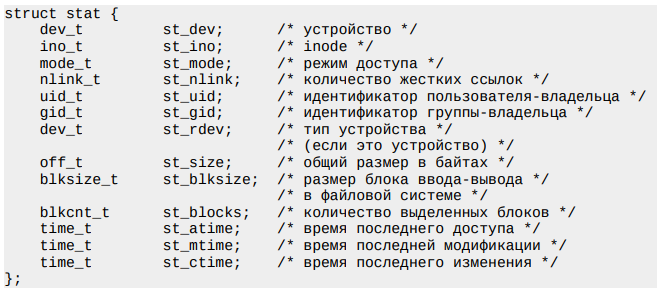 struct stat {
    dev_t         st_dev;      /* устройство */
    ino_t         st_ino;      /* inode */
    mode_t        st_mode;     /* режим доступа */
    nlink_t       st_nlink;    /* количество жестких ссылок */
    uid_t         st_uid;      /* идентификатор пользователя-владельца */
    gid_t         st_gid;      /* идентификатор группы-владельца */
    dev_t         st_rdev;     /* тип устройства */
                               /* (если это устройство) */
    off_t         st_size;     /* общий размер в байтах */
    blksize_t     st_blksize;  /* размер блока ввода-вывода */
                               /* в файловой системе */
    blkcnt_t      st_blocks;   /* количество выделенных блоков */
    time_t        st_atime;    /* время последнего доступа */
    time_t        st_mtime;    /* время последней модификации */
    time_t        st_ctime;    /* время последнего изменения */
};